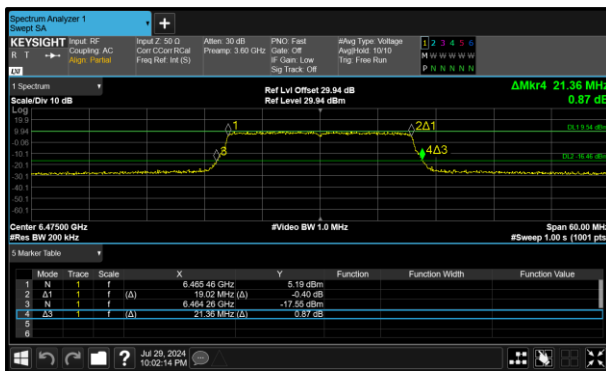 Spectrum Analyzer 1
Swept SA
KEYSIGHT Input: RF Input Z: 50 Ω Atten: 30 dB PNO: Fast #Avg Type: Voltage 1 2 3 4 5 6
R T Coupling: AC Corr CCorr RCal Preamp: 3.60 GHz Gate: Off Avg|Hold: 10/10 M W W W W W
Align: Partial Freq Ref: Int (S) IF Gain: Low Trig: Free Run
Sig Track: Off P N N N N N
LXI
1 Spectrum Ref Lvl Offset 29.94 dB ΔMkr4 21.36 MHz
Scale/Div 10 dB Ref Level 29.94 dBm 0.87 dB
Log
19.9
9.94 1 2Δ1 DL1 9.54 dBm
-0.06
-10.1 3 4Δ3 DL2 -16.46 dBm
-20.1
-30.1
-40.1
-50.1
-60.1
Center 6.47500 GHz #Video BW 1.0 MHz Span 60.00 MHz
#Res BW 200 kHz #Sweep 1.00 s (1001 pts)
5 Marker Table
Mode Trace Scale X Y Function Function Width Function Value
1 N 1 f 6.465 46 GHz 5.19 dBm
2 Δ1 1 f (Δ) 19.02 MHz (Δ) -0.40 dB
3 N 1 f 6.464 26 GHz -17.55 dBm
4 Δ3 1 f (Δ) 21.36 MHz (Δ) 0.87 dB
5
6
? Jul 29, 2024
10:02:14 PM